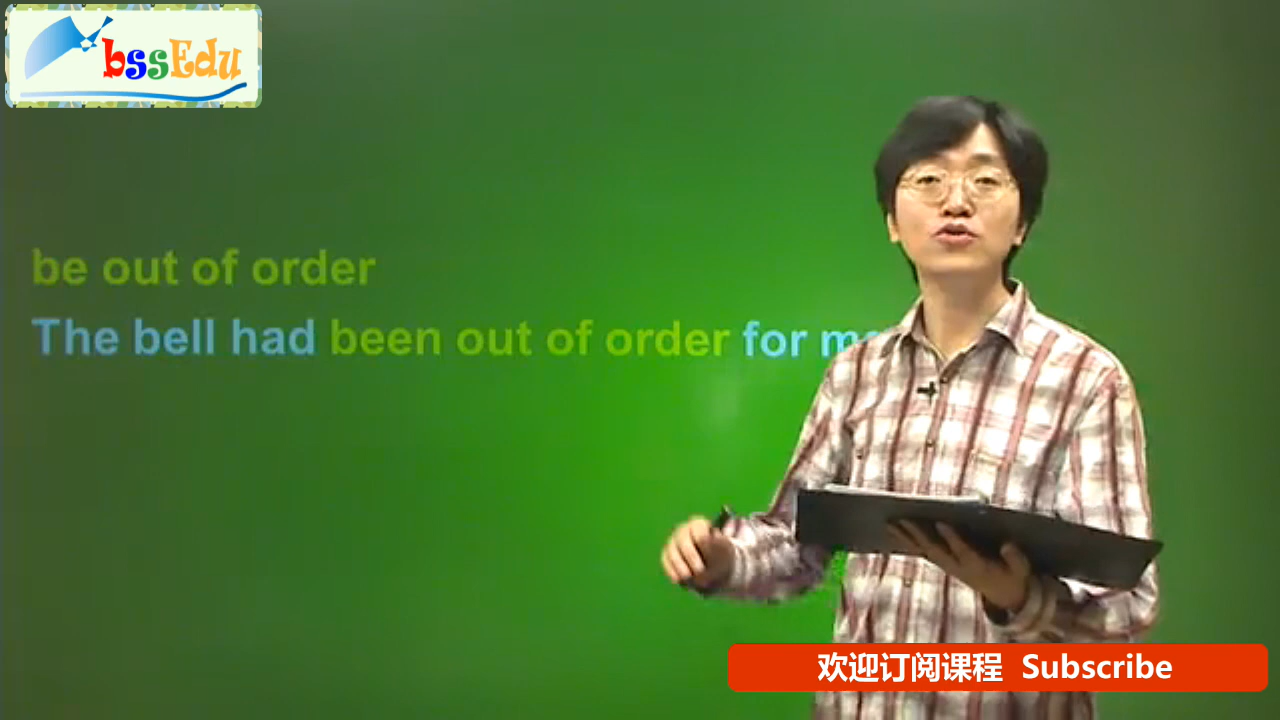 bssEdu
be out of order
The bell had been out of order for
欢迎订阅课程 Subscribe